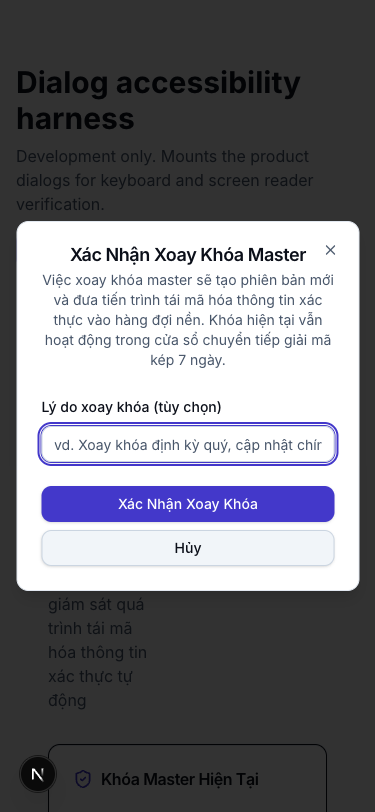 Dialog accessibility
harness
Development only. Mounts the product
dialogs for keyboard and screen reader
verification.
Xác Nhận Xoay Khóa Master
Việc xoay khóa master sẽ tạo phiên bản mới
và đưa tiến trình tái mã hóa thông tin xác
thực vào hàng đợi nền. Khóa hiện tại vẫn
hoạt động trong cửa sổ chuyển tiếp giải mã
kép 7 ngày.
Lý do xoay khóa (tùy chọn)
vd. Xoay khóa định kỳ quý, cập nhật chír
Xác Nhận Xoay Khóa
Hủy
giám sát quá
trình tái mã
hóa thông tin
xác thực tự
động
N
Khóa Master Hiện Tại